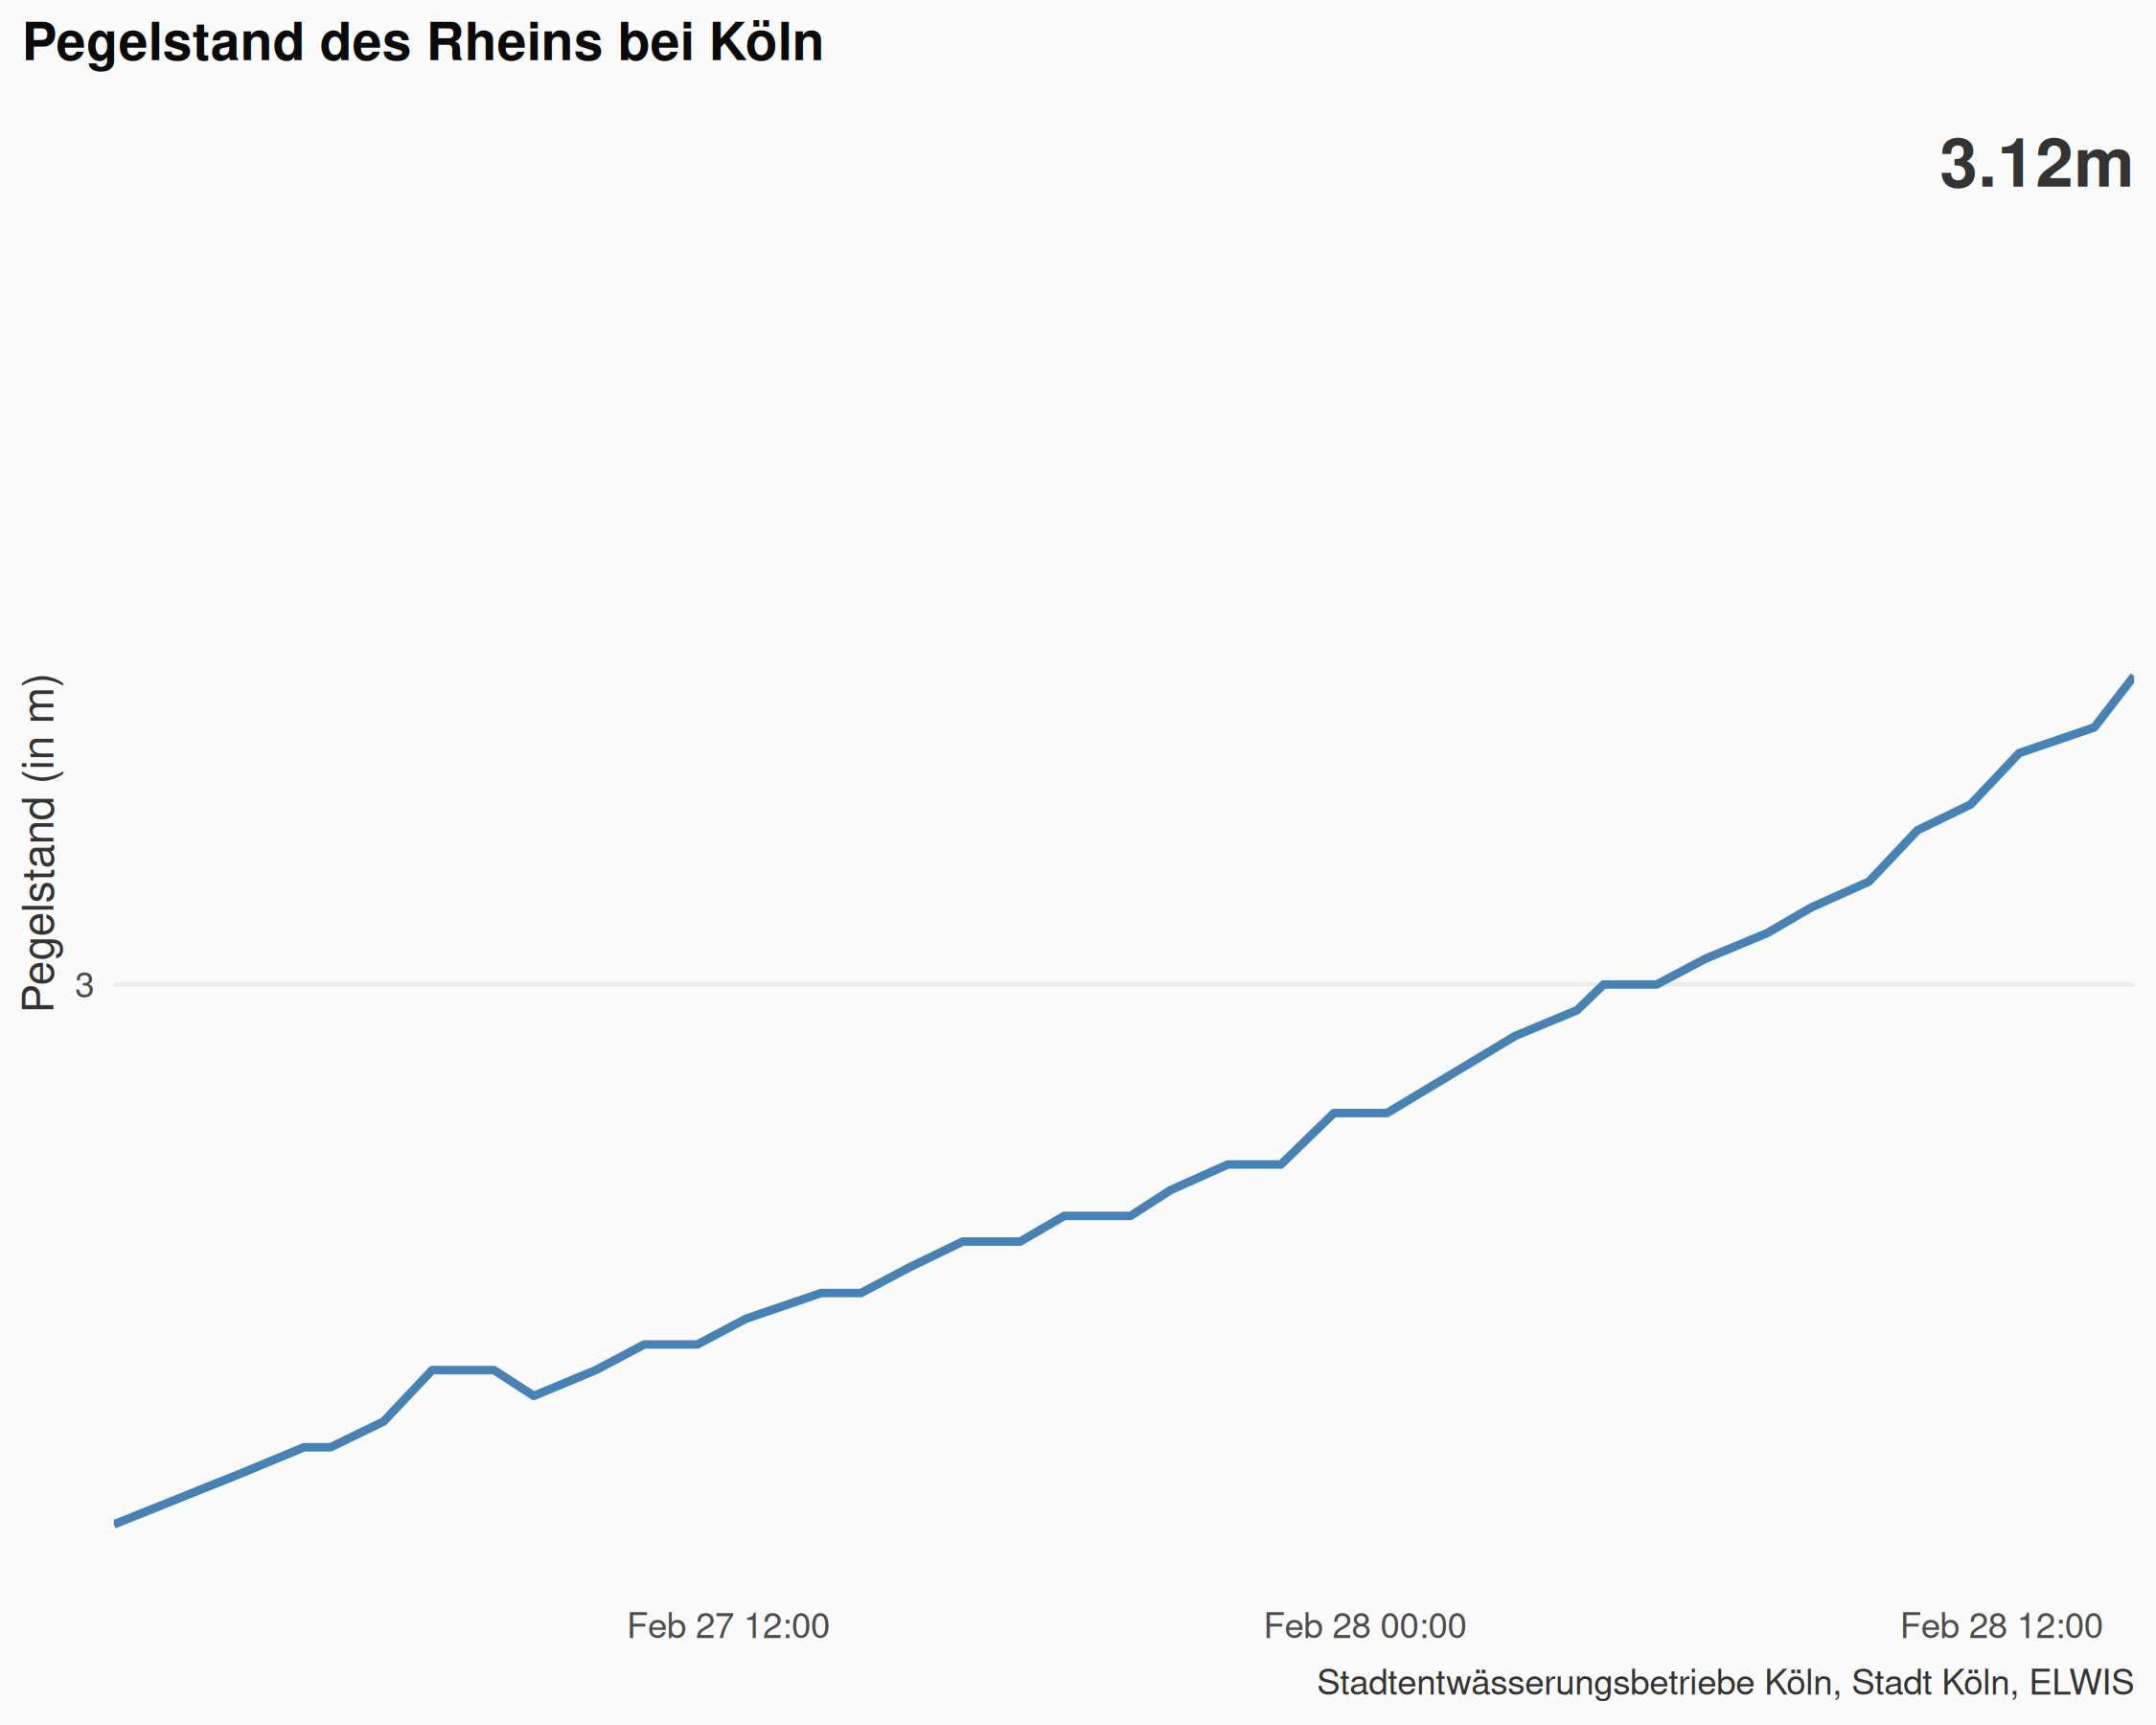 Pegelstand des Rheins bei Köln
3.12m
Pegelstand (in m)
3
Feb 27 12:00
Feb 28 00:00
Feb 28 12:00
Stadtentwässerungsbetriebe Köln, Stadt Köln, ELWIS